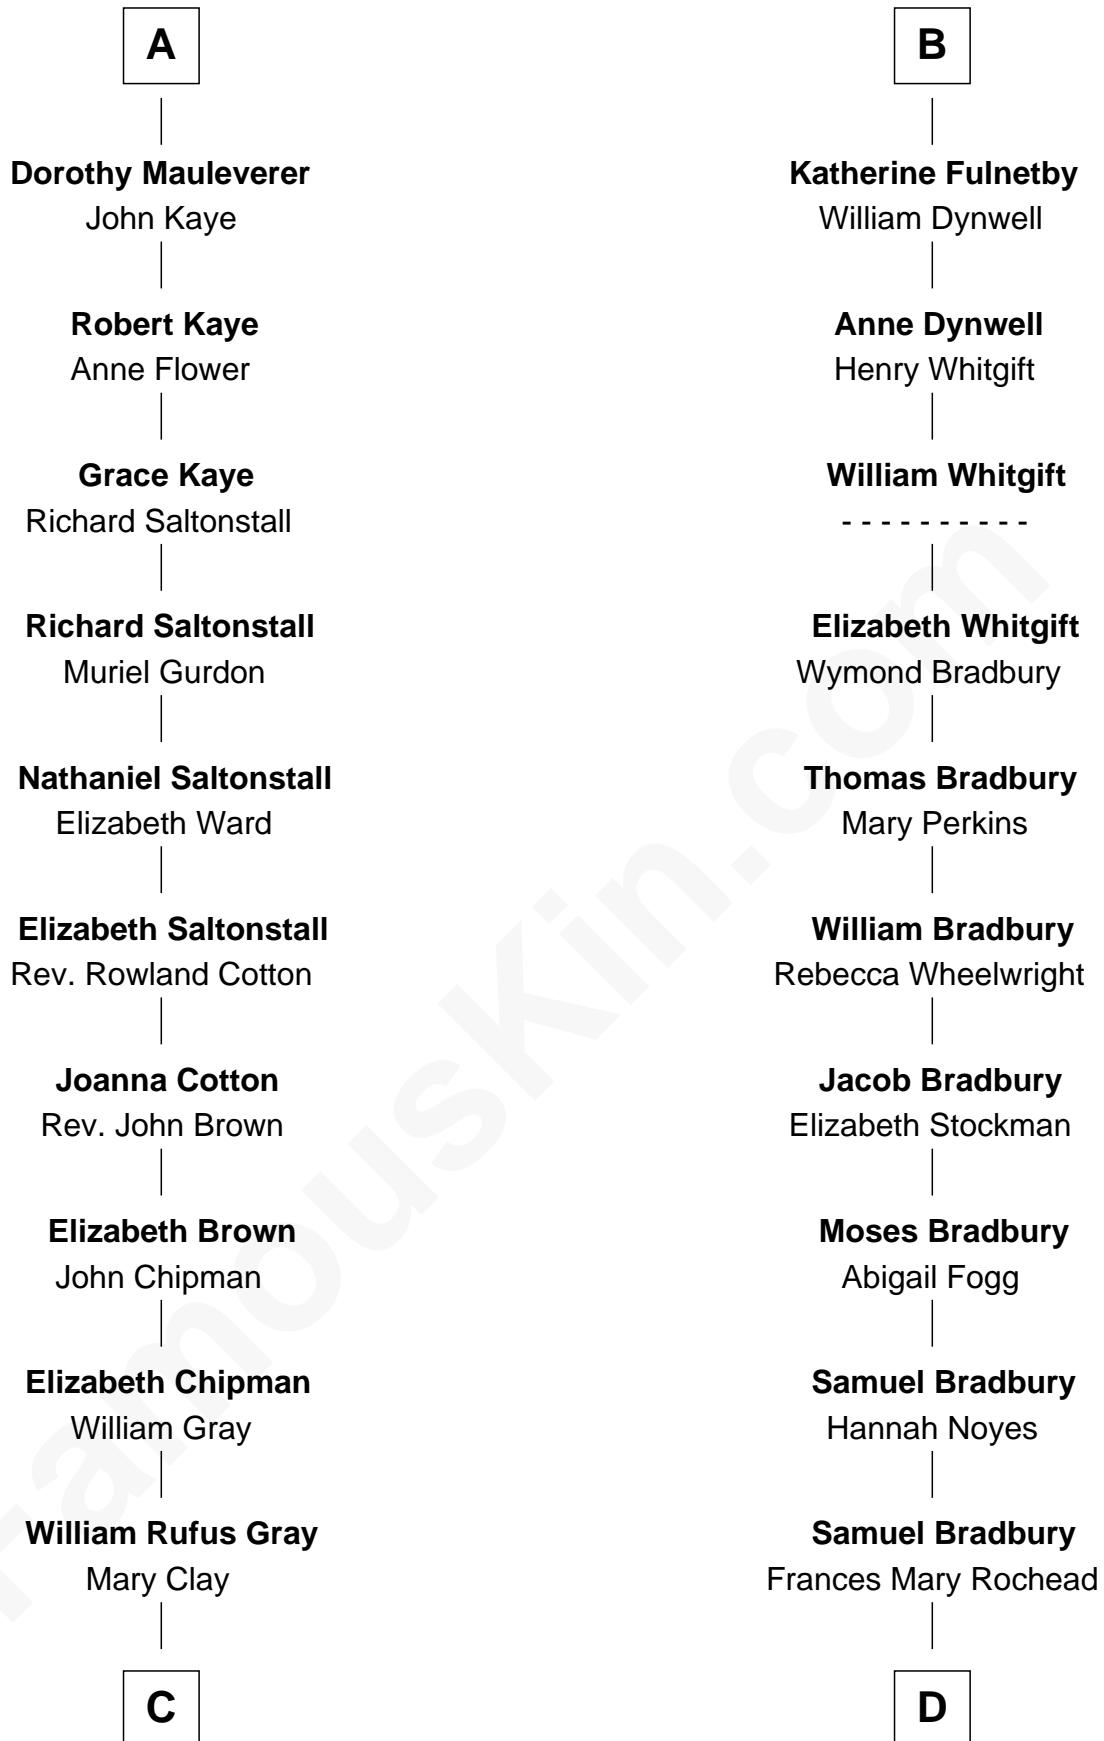 A
Dorothy Mauleverer
John Kaye
Robert Kaye
Anne Flower
Grace Kaye
Richard Saltonstall
Richard Saltonstall
Muriel Gurdon
Nathaniel Saltonstall
Elizabeth Ward
Elizabeth Saltonstall
Rev. Rowland Cotton
Joanna Cotton
Rev. John Brown
Elizabeth Brown
John Chipman
Elizabeth Chipman
William Gray
William Rufus Gray
Mary Clay
C
B
Katherine Fulnetby
William Dynwell
Anne Dynwell
Henry Whitgift
William Whitgift
- - - - - - - - - -
Elizabeth Whitgift
Wymond Bradbury
Thomas Bradbury
Mary Perkins
William Bradbury
Rebecca Wheelwright
Jacob Bradbury
Elizabeth Stockman
Moses Bradbury
Abigail Fogg
Samuel Bradbury
Hannah Noyes
Samuel Bradbury
Frances Mary Rochead
D
FamousKin.com